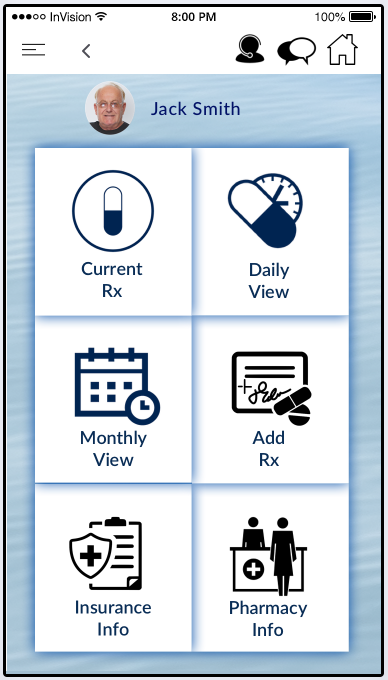 InVision 8:00 PM 100%
Jack Smith
Current
Rx
Daily
View
Monthly
View
Add
Rx
Insurance
Info
Pharmacy
Info